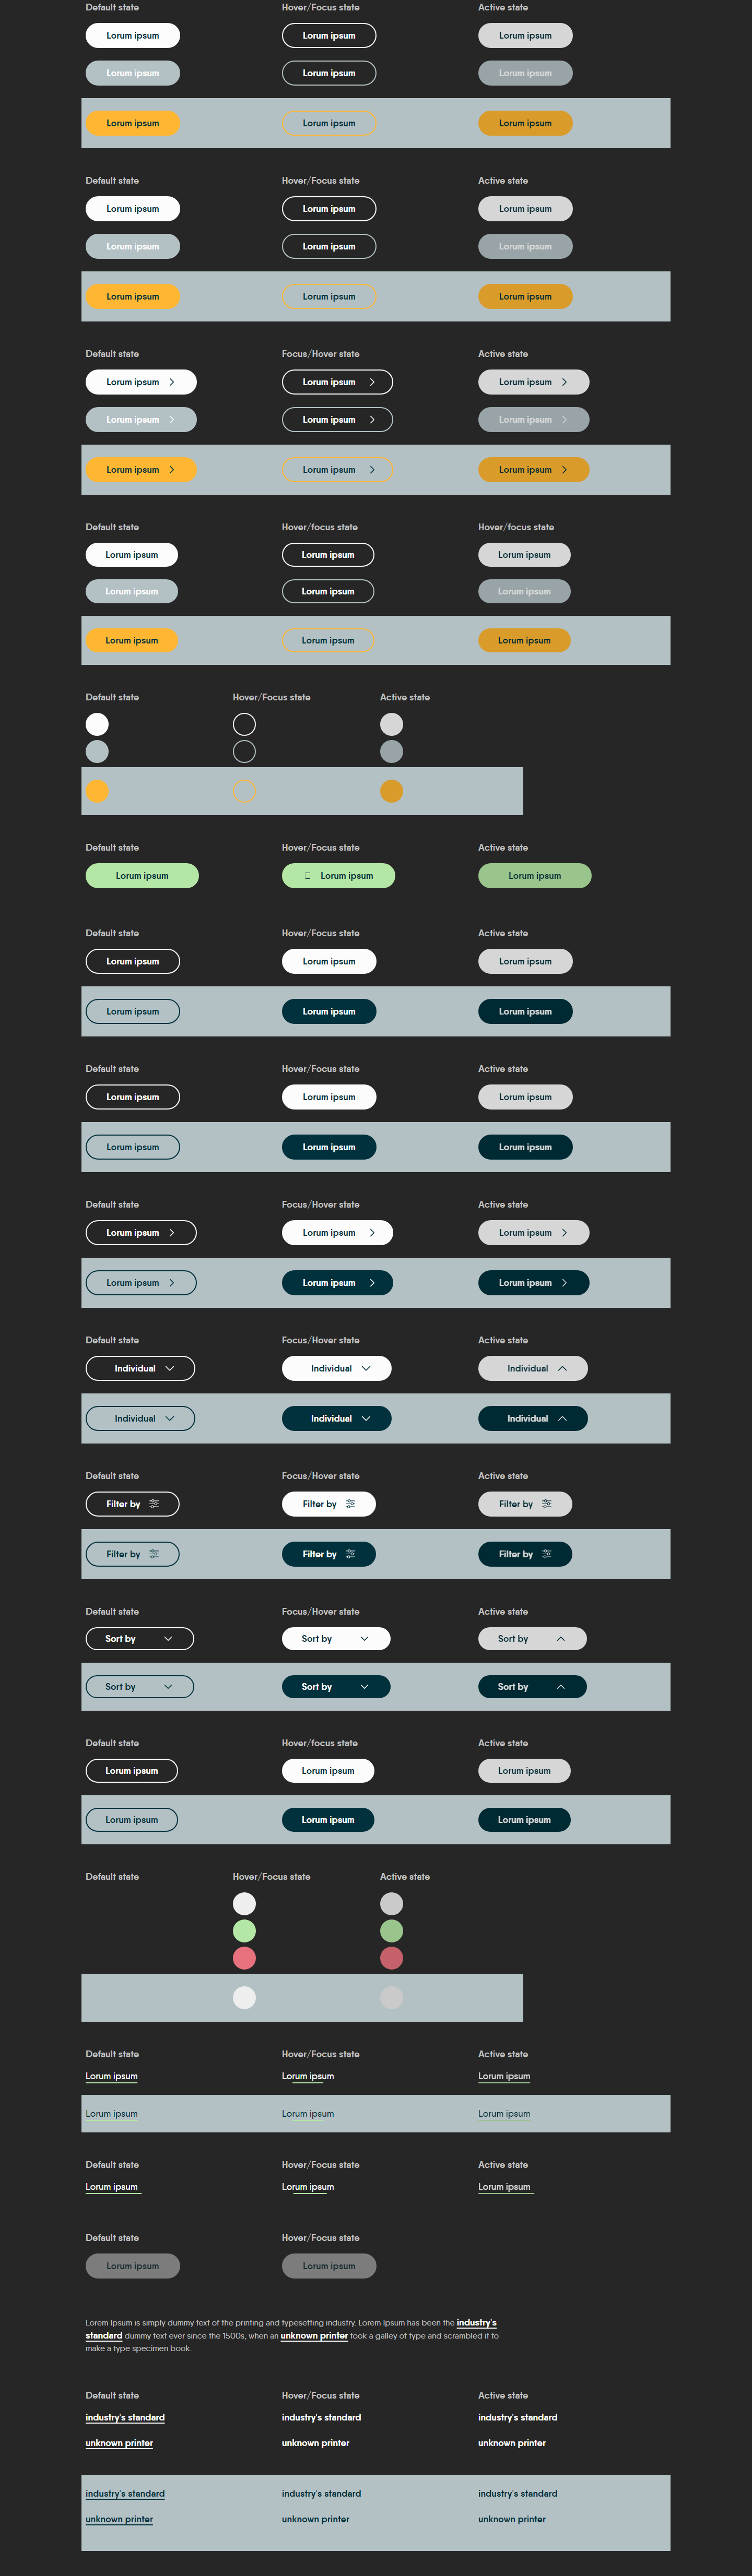 Default state Hover/Focus state Active state
Lorum ipsum Lorum ipsum Lorum ipsum
Lorum ipsum Lorum ipsum Lorum ipsum
Lorum ipsum Lorum ipsum Lorum ipsum
Default state Hover/Focus state Active state
Lorum ipsum Lorum ipsum Lorum ipsum
Lorum ipsum Lorum ipsum Lorum ipsum
Lorum ipsum Lorum ipsum Lorum ipsum
Default state Focus/Hover state Active state
Lorum ipsum Lorum ipsum Lorum ipsum
Lorum ipsum Lorum ipsum Lorum ipsum
Lorum ipsum Lorum ipsum Lorum ipsum
Default state Hover/focus state Hover/focus state
Lorum ipsum Lorum ipsum Lorum ipsum
Lorum ipsum Lorum ipsum Lorum ipsum
Lorum ipsum Lorum ipsum Lorum ipsum
Default state Hover/Focus state Active state
Default state Hover/Focus state Active state
Lorum ipsum Lorum ipsum Lorum ipsum
Default state Hover/Focus state Active state
Lorum ipsum Lorum ipsum Lorum ipsum
Lorum ipsum Lorum ipsum Lorum ipsum
Default state Hover/Focus state Active state
Lorum ipsum Lorum ipsum Lorum ipsum
Lorum ipsum Lorum ipsum Lorum ipsum
Default state Focus/Hover state Active state
Lorum ipsum Lorum ipsum Lorum ipsum
Lorum ipsum Lorum ipsum Lorum ipsum
Default state Focus/Hover state Active state
Individual Individual Individual
Individual Individual Individual
Default state Focus/Hover state Active state
Filter by Filter by Filter by
Filter by Filter by Filter by
Default state Focus/Hover state Active state
Sort by Sort by Sort by
Sort by Sort by Sort by
Default state Hover/focus state Active state
Lorum ipsum Lorum ipsum Lorum ipsum
Lorum ipsum Lorum ipsum Lorum ipsum
Default state Hover/Focus state Active state
Default state Hover/Focus state Active state
Lorum ipsum Lorum ipsum Lorum ipsum
Lorum ipsum Lorum ipsum Lorum ipsum
Default state Hover/Focus state Active state
Lorum ipsum Lorum ipsum Lorum ipsum
Default state Hover/Focus state
Lorum ipsum Lorum ipsum
Lorem Ipsum is simply dummy text of the printing and typesetting industry. Lorem Ipsum has been the industry's
standard dummy text ever since the 1500s, when an unknown printer took a galley of type and scrambled it to
make a type specimen book.
Default state Hover/Focus state Active state
industry's standard industry's standard industry's standard
unknown printer unknown printer unknown printer
industry's standard industry's standard industry's standard
unknown printer unknown printer unknown printer